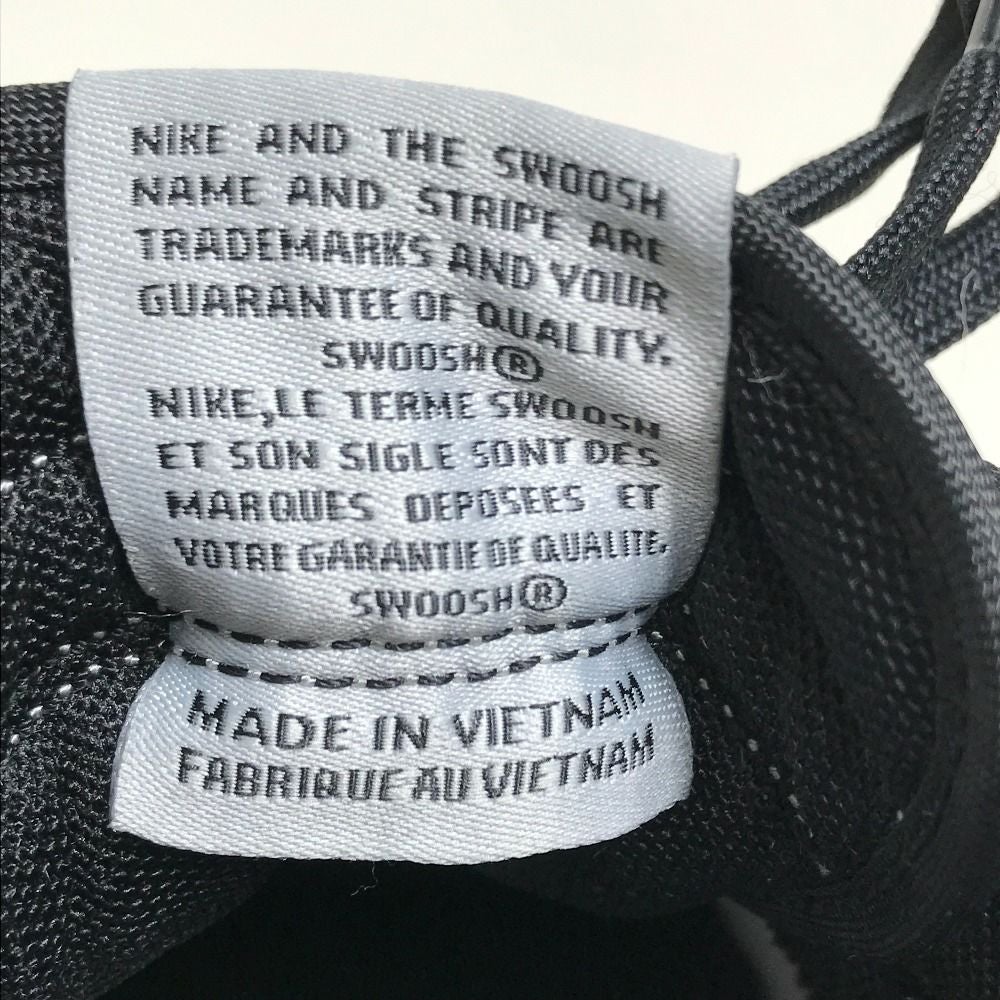 NIKE AND THE SWOOSH
NAME AND STRIPE ARE
TRADEMARKS AND YOUR
GUARANTEE OF QUALITY.
SWOOSH®
NIKE,LE TERME SWOOSH
ET SON SIGLE SONT DES
MARQUES DEPOSEES ET
VOTRE GARANTIE DE QUALITE.
SWOOSH®
MADE IN VIETNAM
FABRIQUE AU VIETNAM